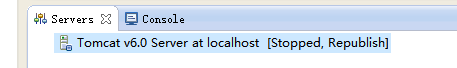 Servers Console
Tomcat v6.0 Server at localhost [Stopped, Republish]